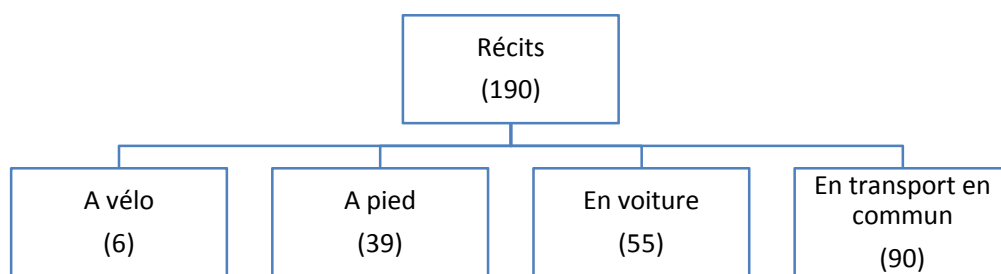 Récits
(190)
A vélo
(6)
A pied
(39)
En voiture
(55)
En transport en
commun
(90)